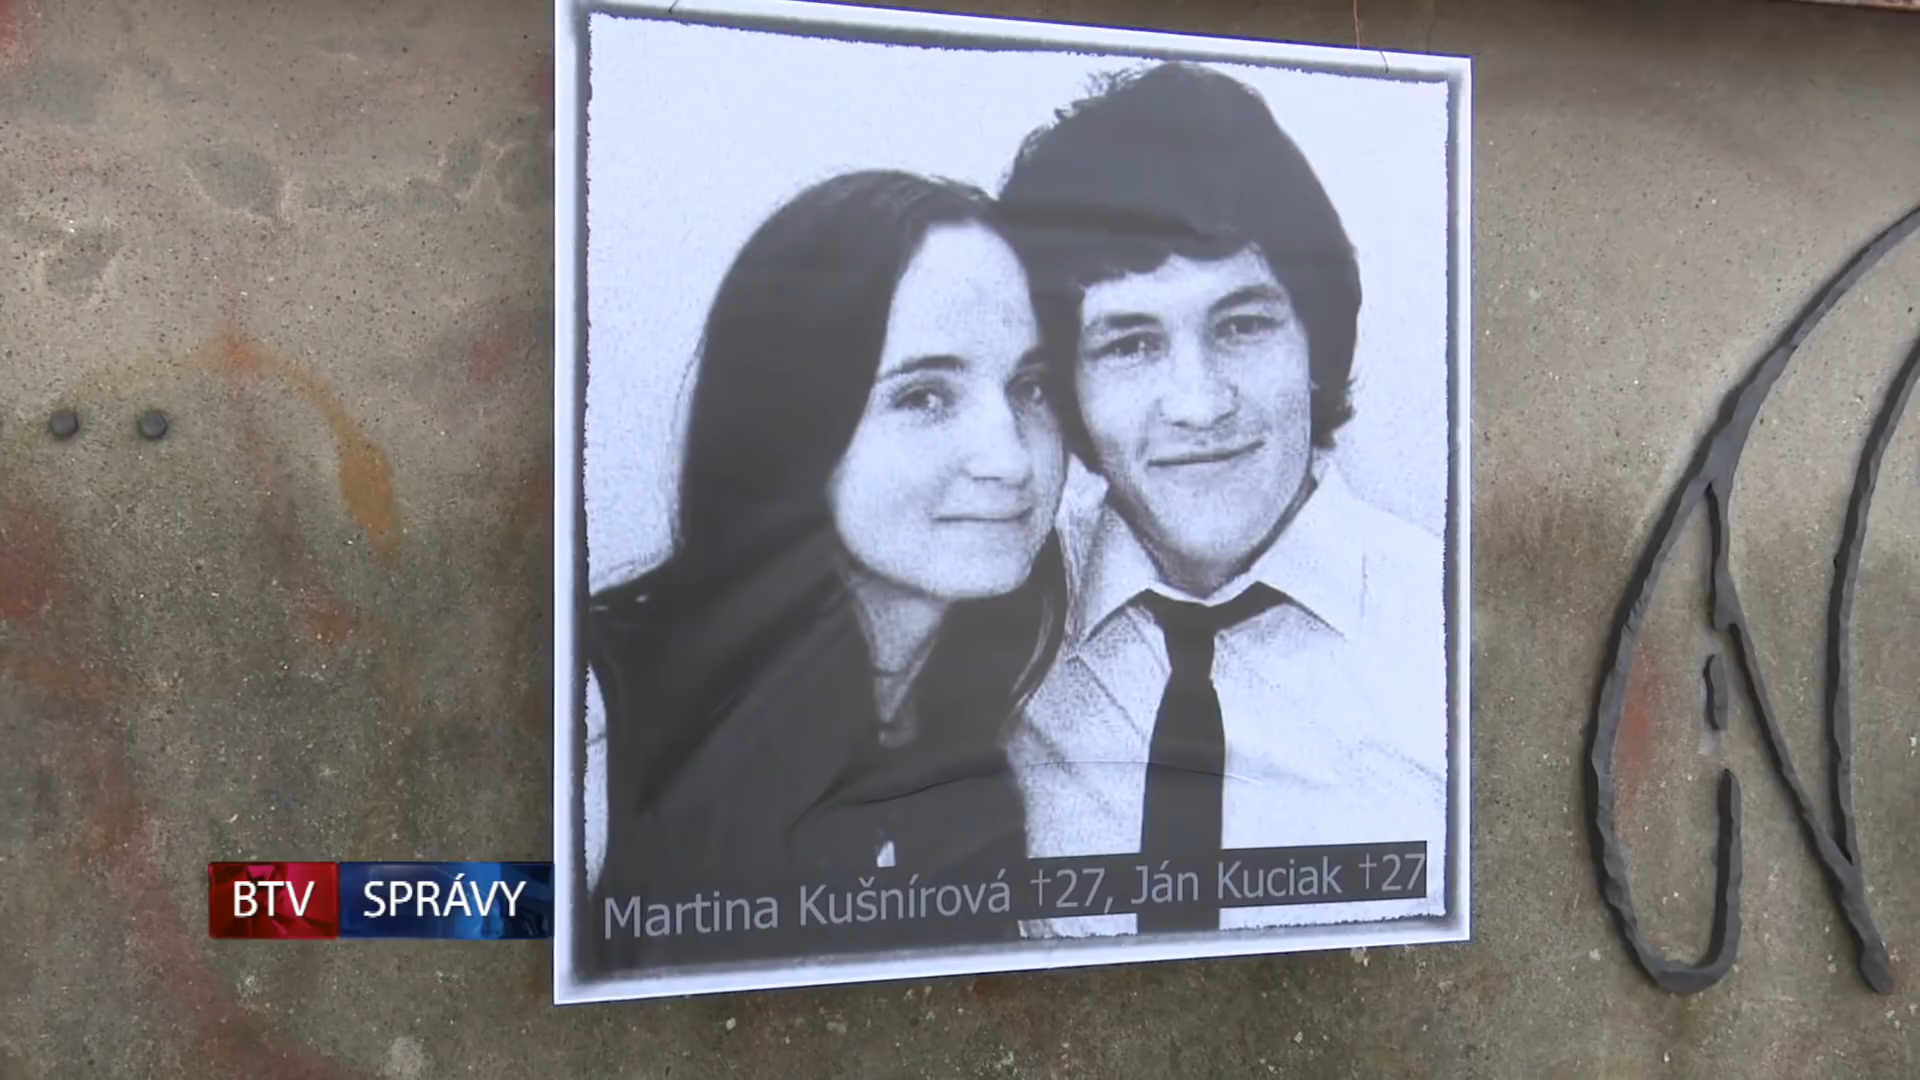 Martina Kušnírová †27, Ján Kuciak †27
BTV SPRÁVY